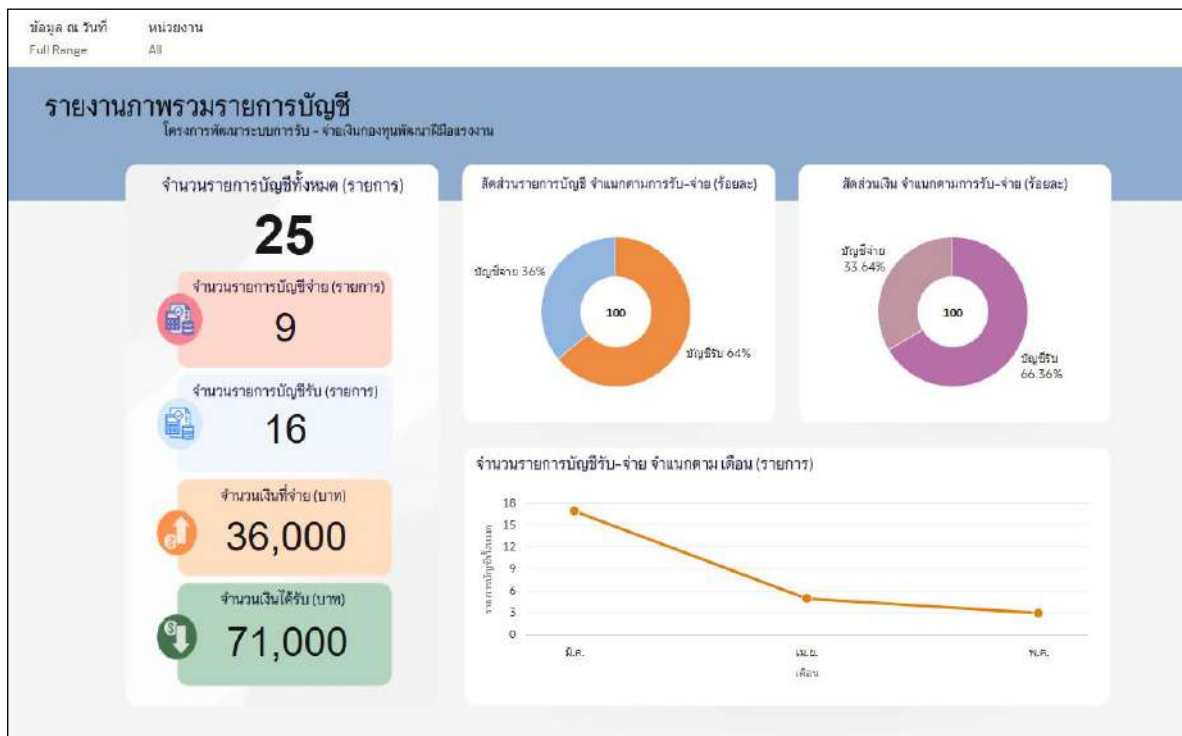 ข้อมูล ณ วันที่
หน่วยงาน
Full Range
All
รายงานภาพรวมรายการบัญชี
โครงการพัฒนาระบบการรับ - จ่ายเงินกองทุนพัฒนาฝีมือแรงงาน
จำนวนรายการบัญชีทั้งหมด (รายการ)
25
จำนวนรายการบัญชีจ่าย (รายการ)
9
จำนวนรายการบัญชีรับ (รายการ)
16
จำนวนเงินที่จ่าย (บาท)
36,000
จำนวนเงินได้รับ (บาท)
71,000
สัดส่วนรายการบัญชี จำแนกตามการรับ-จ่าย (ร้อยละ)
บัญชีจ่าย 36%
100
บัญชีรับ 64%
สัดส่วนเงิน จำแนกตามการรับ-จ่าย (ร้อยละ)
บัญชีจ่าย
33.64%
100
บัญชีรับ
66.36%
จำนวนรายการบัญชีรับ-จ่าย จำแนกตาม เดือน (รายการ)
รายการบัญชีทั้งหมด
18
15
12
9
6
3
0
มี.ค.
เม.ย.
พ.ค.
เดือน